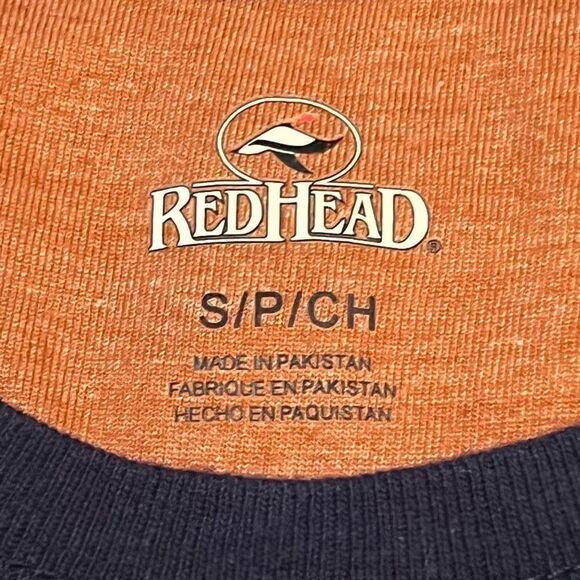 REDHEAD®
S/P/CH
MADE IN PAKISTAN
FABRIQUE EN PAKISTAN
HECHO EN PAQUISTAN